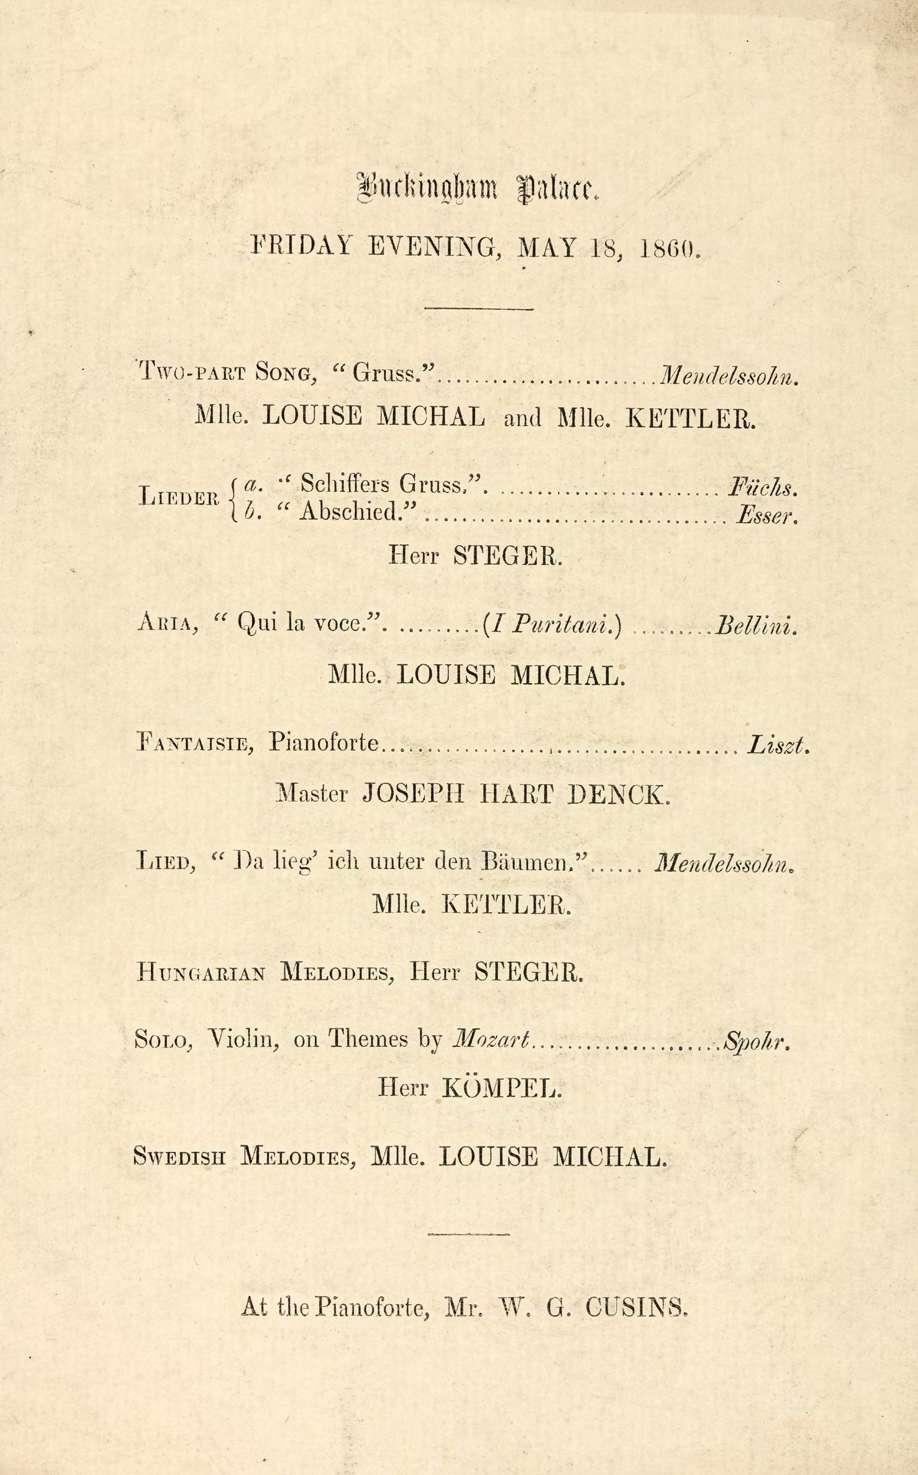 Buckingham Palace.
FRIDAY EVENING, MAY 18, 1860.
TWO-PART SONG, “ Gruss.”..........................Mendelssohn.
Mlle. LOUISE MICHAL and Mlle. KETTLER.
LIEDER { a. “ Schiffers Gruss,”. .......................... Füchs.
b. “ Abschied.” .................................... Esser.
Herr STEGER.
ARIA, “ Qui la voce.”. ..........(I Puritani.) ..........Bellini.
Mlle. LOUISE MICHAL.
FANTAISIE, Pianoforte.......................................... Liszt.
Master JOSEPH HART DENCK.
LIED, “ Da lieg’ ich unter den Bäumen.”...... Mendelssohn.
Mlle. KETTLER.
HUNGARIAN MELODIES, Herr STEGER.
SOLO, Violin, on Themes by Mozart......................Spohr.
Herr KÖMPEL.
SWEDISH MELODIES, Mlle. LOUISE MICHAL.
At the Pianoforte, Mr. W. G. CUSINS.